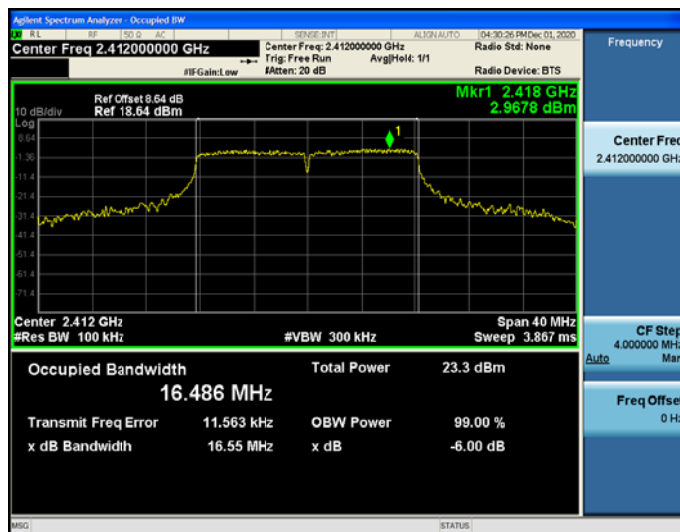 Agilent Spectrum Analyzer - Occupied BW
RL RF 50 Ω AC SENSE:INT ALIGN AUTO 04:30:26 PM Dec 01, 2020
Center Freq 2.412000000 GHz
Center Freq: 2.412000000 GHz
Radio Std: None
Trig: Free Run Avg|Hold: 1/1
#IFGain:Low #Atten: 20 dB Radio Device: BTS
Frequency
Mkr1 2.418 GHz
2.9678 dBm
Ref Offset 8.64 dB
10 dB/div Ref 18.64 dBm
Log
8.64
1
-1.36
-11.4
-21.4
-31.4
-41.4
-51.4
-61.4
-71.4
Center 2.412 GHz Span 40 MHz
#Res BW 100 kHz #VBW 300 kHz Sweep 3.867 ms
Occupied Bandwidth Total Power 23.3 dBm
16.486 MHz
Transmit Freq Error 11.563 kHz OBW Power 99.00 %
x dB Bandwidth 16.55 MHz x dB -6.00 dB
Center Freq
2.412000000 GHz
CF Step
4.000000 MHz
Auto Man
Freq Offset
0 Hz
MSG STATUS